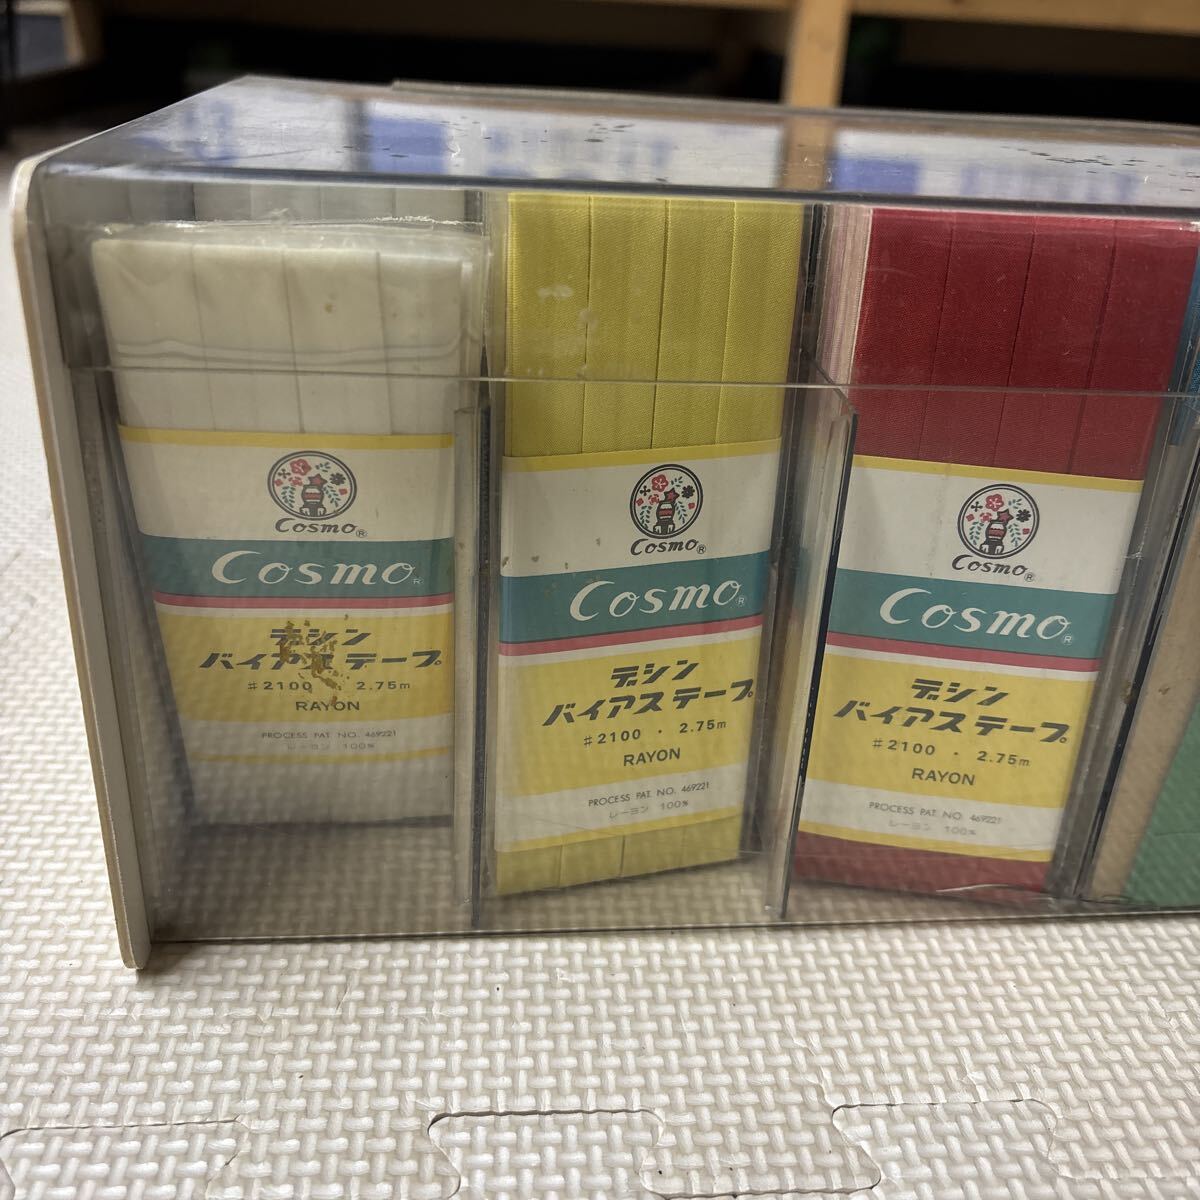 Cosmo®
Cosmo®
デシン
バイアステープ
#2100 2.75m
RAYON
PROCESS PAT. NO. 469221
レーヨン 100%
Cosmo®
Cosmo®
デシン
バイアステープ
#2100・2.75m
RAYON
PROCESS PAT. NO. 469221
レーヨン 100%
Cosmo®
Cosmo®
デシン
バイアステープ
#2100・2.75m
RAYON
PROCESS PAT. NO. 469221
レーヨン 100%